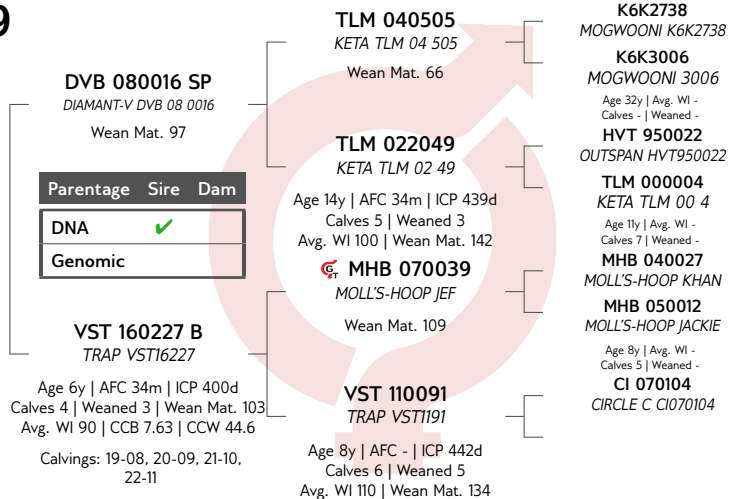 9
DVB 080016 SP
DIAMANT-V DVB 08 0016
Wean Mat. 97
Parentage Sire Dam
DNA ✔
Genomic
VST 160227 B
TRAP VST16227
Age 6y | AFC 34m | ICP 400d
Calves 4 | Weaned 3 | Wean Mat. 103
Avg. WI 90 | CCB 7.63 | CCW 44.6
Calvings: 19-08, 20-09, 21-10,
22-11
TLM 040505
KETA TLM 04 505
Wean Mat. 66
TLM 022049
KETA TLM 02 49
Age 14y | AFC 34m | ICP 439d
Calves 5 | Weaned 3
Avg. WI 100 | Wean Mat. 142
GT MHB 070039
MOLL'S-HOOP JEF
Wean Mat. 109
VST 110091
TRAP VST1191
Age 8y | AFC - | ICP 442d
Calves 6 | Weaned 5
Avg. WI 110 | Wean Mat. 134
K6K2738
MOGWOONI K6K2738
K6K3006
MOGWOONI 3006
Age 32y | Avg. WI -
Calves - | Weaned -
HVT 950022
OUTSPAN HVT950022
TLM 000004
KETA TLM 00 4
Age 11y | Avg. WI -
Calves 7 | Weaned -
MHB 040027
MOLL'S-HOOP KHAN
MHB 050012
MOLL'S-HOOP JACKIE
Age 8y | Avg. WI -
Calves 5 | Weaned -
CI 070104
CIRCLE C CI070104